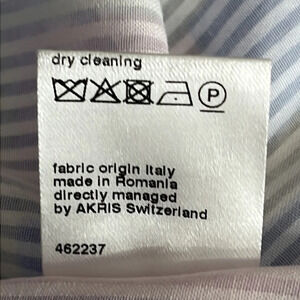 dry cleaning
P
fabric origin Italy
made in Romania
directly managed
by AKRIS Switzerland
462237